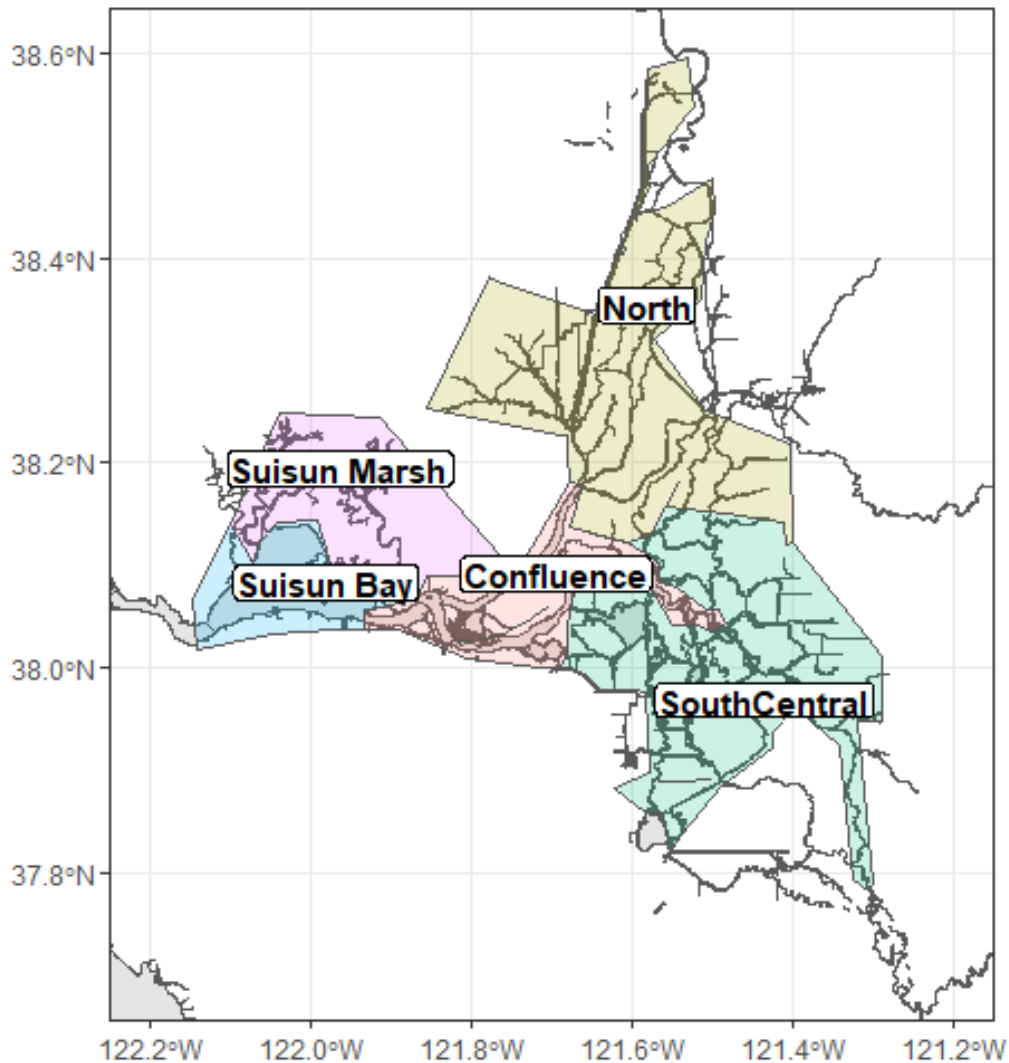 38.6°N
38.4°N
North
38.2°N
Suisun Marsh
Suisun Bay
Confluence
38.0°N
SouthCentral
37.8°N
122.2°W 122.0°W 121.8°W 121.6°W 121.4°W 121.2°W